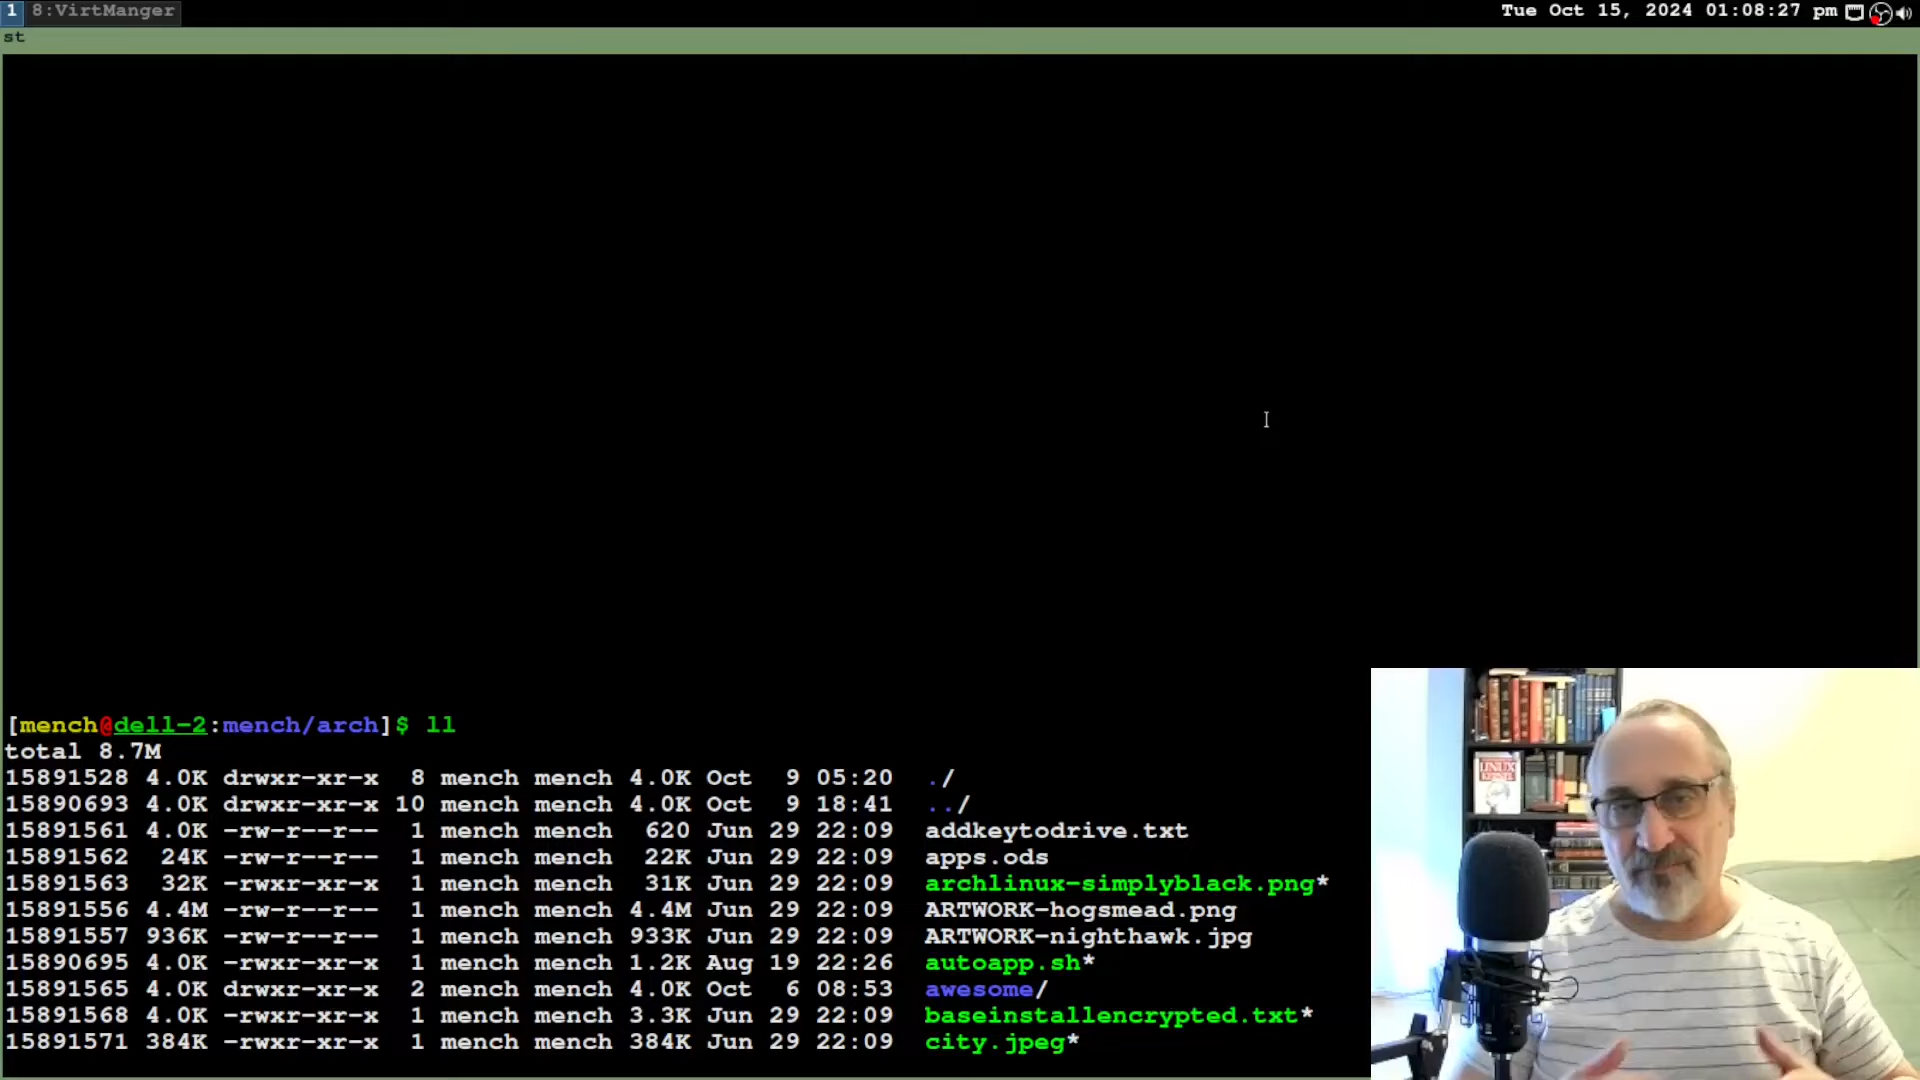 1 8:VirtManger Tue Oct 15, 2024 01:08:27 pm
st
[mench@dell-2:mench/arch]$ ll
total 8.7M
15891528 4.0K drwxr-xr-x  8 mench mench 4.0K Oct  9 05:20  ./
15890693 4.0K drwxr-xr-x 10 mench mench 4.0K Oct  9 18:41  ../
15891561 4.0K -rw-r--r--  1 mench mench  620 Jun 29 22:09  addkeytodrive.txt
15891562  24K -rw-r--r--  1 mench mench  22K Jun 29 22:09  apps.ods
15891563  32K -rwxr-xr-x  1 mench mench  31K Jun 29 22:09  archlinux-simplyblack.png*
15891556 4.4M -rw-r--r--  1 mench mench 4.4M Jun 29 22:09  ARTWORK-hogsmead.png
15891557 936K -rw-r--r--  1 mench mench 933K Jun 29 22:09  ARTWORK-nighthawk.jpg
15890695 4.0K -rwxr-xr-x  1 mench mench 1.2K Aug 19 22:26  autoapp.sh*
15891565 4.0K drwxr-xr-x  2 mench mench 4.0K Oct  6 08:53  awesome/
15891568 4.0K -rwxr-xr-x  1 mench mench 3.3K Jun 29 22:09  baseinstallencrypted.txt*
15891571 384K -rwxr-xr-x  1 mench mench 384K Jun 29 22:09  city.jpeg*
LINUX
KERNEL